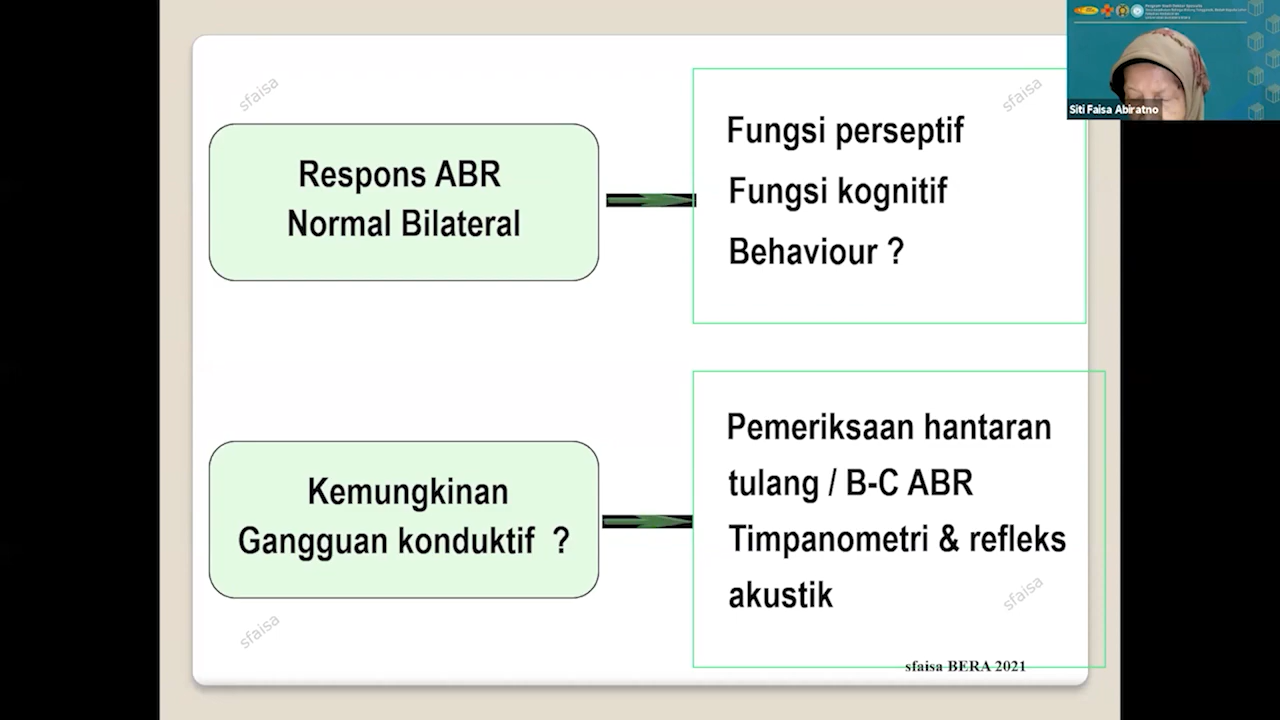 sfaisa
sfaisa
Siti Faisa Abiratno
Respons ABR
Normal Bilateral
Fungsi perseptif
Fungsi kognitif
Behaviour ?
Kemungkinan
Gangguan konduktif ?
Pemeriksaan hantaran
tulang / B-C ABR
Timpanometri & refleks
akustik
sfaisa
sfaisa
sfaisa BERA 2021